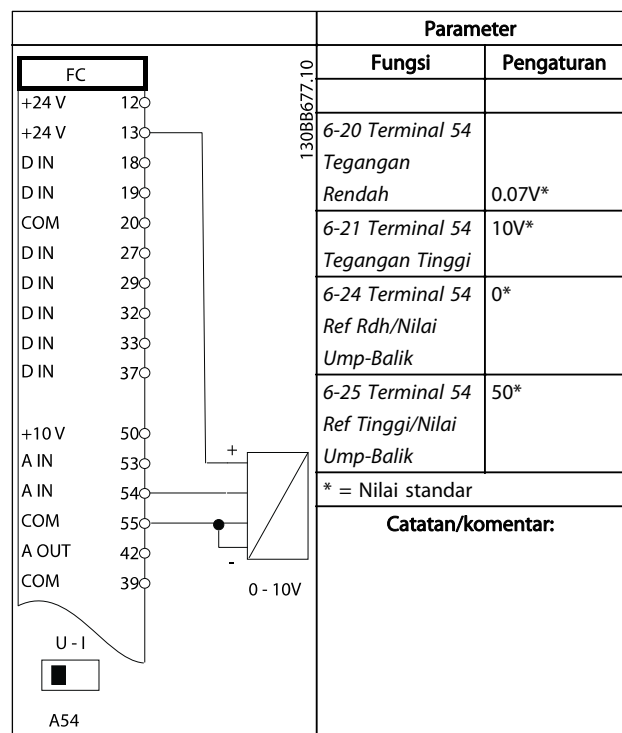 Parameter
Fungsi Pengaturan
6-20 Terminal 54
Tegangan
Rendah 0.07V*
6-21 Terminal 54 10V*
Tegangan Tinggi
6-24 Terminal 54 0*
Ref Rdh/Nilai
Ump-Balik
6-25 Terminal 54 50*
Ref Tinggi/Nilai
Ump-Balik
* = Nilai standar
Catatan/komentar:
FC
+24 V 12
+24 V 13
D IN 18
D IN 19
COM 20
D IN 27
D IN 29
D IN 32
D IN 33
D IN 37
+10 V 50
A IN 53
A IN 54
COM 55
A OUT 42
COM 39
+
-
0 - 10V
U - I
A54
130BB677.10